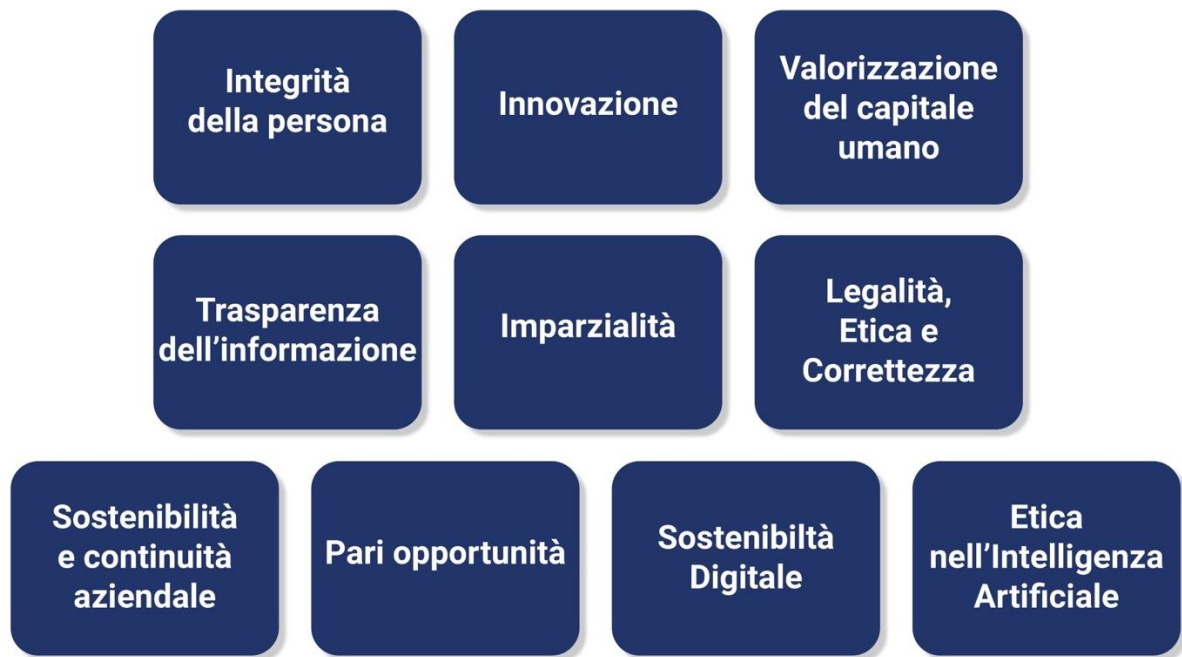 Integrità
della persona
Innovazione
Valorizzazione
del capitale
umano
Trasparenza
dell’informazione
Imparzialità
Legalità,
Etica e
Correttezza
Sostenibilità
e continuità
aziendale
Pari opportunità
Sostenibiltà
Digitale
Etica
nell’Intelligenza
Artificiale